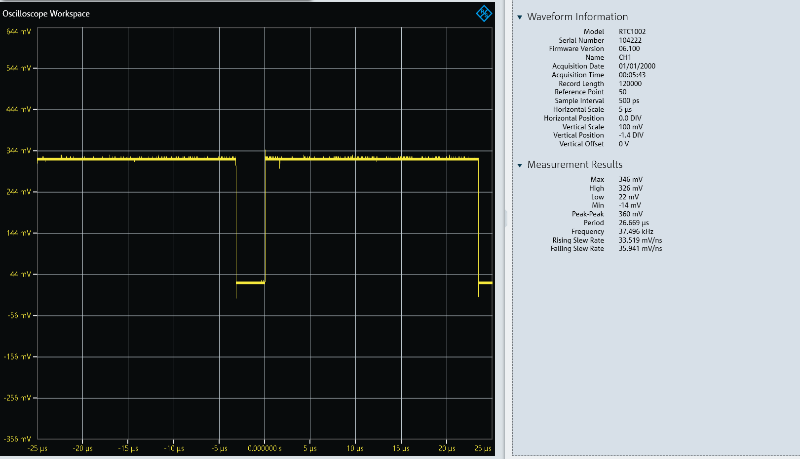 Oscilloscope Workspace
644 mV
544 mV
444 mV
344 mV
244 mV
144 mV
44 mV
-56 mV
-156 mV
-256 mV
-356 mV
-25 µs -20 µs -15 µs -10 µs -5 µs 0.000000 s 5 µs 10 µs 15 µs 20 µs 25 µs
Waveform Information
Model RTC1002
Serial Number 104222
Firmware Version 06.100
Name CH1
Acquisition Date 01/01/2000
Acquisition Time 00:05:43
Record Length 120000
Reference Point 50
Sample Interval 500 ps
Horizontal Scale 5 µs
Horizontal Position 0.0 DIV
Vertical Scale 100 mV
Vertical Position -1.4 DIV
Vertical Offset 0 V
Measurement Results
Max 346 mV
High 326 mV
Low 22 mV
Min -14 mV
Peak-Peak 360 mV
Period 26.669 µs
Frequency 37.496 kHz
Rising Slew Rate 33.519 mV/ns
Falling Slew Rate 35.941 mV/ns